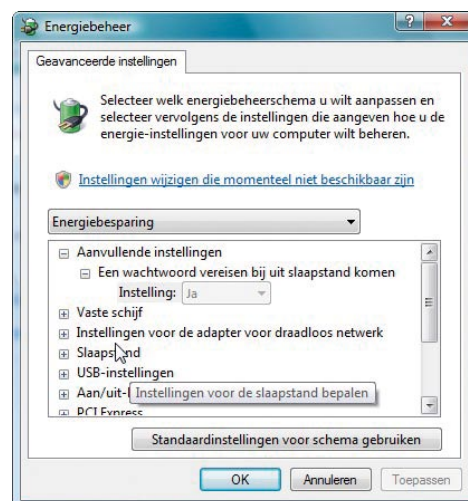 Energiebeheer
Geavanceerde instellingen
Selecteer welk energiebeheerschema u wilt aanpassen en
selecteer vervolgens de instellingen die aangeven hoe u de
energie-instellingen voor uw computer wilt beheren.
Instellingen wijzigen die momenteel niet beschikbaar zijn
Energiebesparing
Aanvullende instellingen
Een wachtwoord vereisen bij uit slaapstand komen
Instelling: Ja
Vaste schijf
Instellingen voor de adapter voor draadloos netwerk
Slaapstand
USB-instellingen
Aan/uit- Instellingen voor de slaapstand bepalen
PCI Express
Standaardinstellingen voor schema gebruiken
OK Annuleren Toepassen